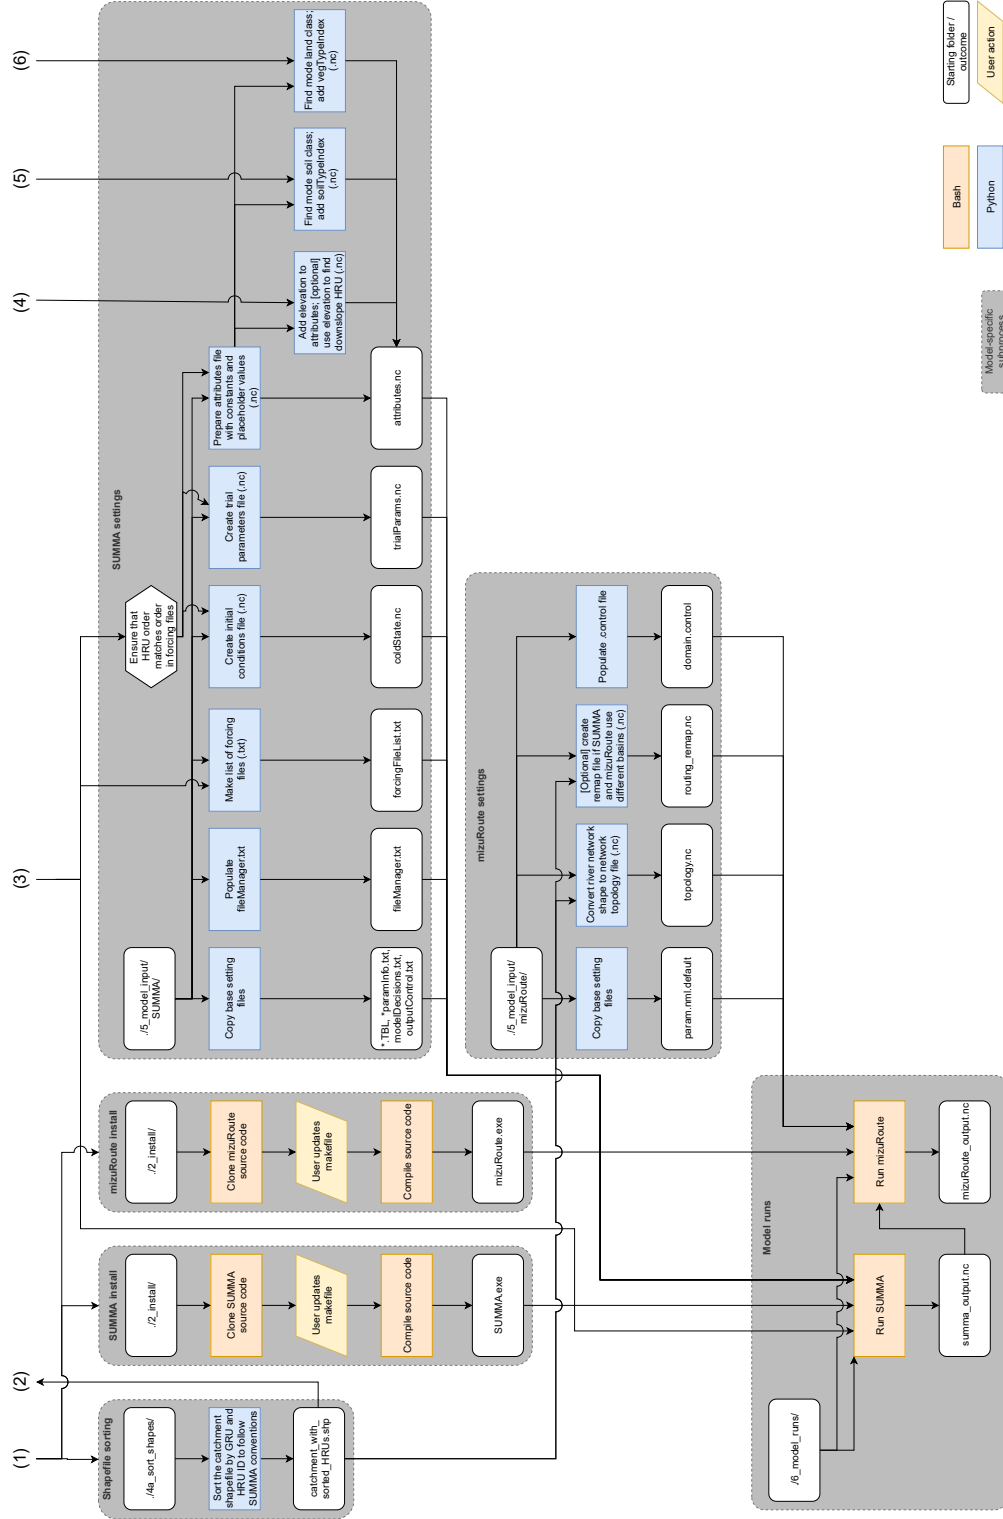 (1)
(2)
(3)
(4)
(5)
(6)
Shapefile sorting
./4a_sort_shapes/
Sort the catchment
shapefile by GRU and
HRU ID to follow
SUMMA conventions
catchment_with_
sorted_HRUs.shp
SUMMA install
./2_install/
Clone SUMMA
source code
User updates
makefile
Compile source code
SUMMA.exe
mizuRoute install
./2_install/
Clone mizuRoute
source code
User updates
makefile
Compile source code
mizuRoute.exe
SUMMA settings
./5_model_input/
SUMMA/
Ensure that
HRU order
matches order
in forcing files
Copy base setting
files
Populate
fileManager.txt
Make list of forcing
files (.txt)
Create initial
conditions file (.nc)
Create trial
parameters file (.nc)
Prepare attributes file
with constants and
placeholder values
(.nc)
Add elevation to
attributes; [optional]
use elevation to find
downslope HRU (.nc)
Find mode soil class;
add soilTypeIndex
(.nc)
Find mode land class;
add vegTypeIndex
(.nc)
*.TBL, *paramInfo.txt,
modelDecisions.txt,
outputControl.txt
fileManager.txt
forcingFileList.txt
coldState.nc
trialParams.nc
attributes.nc
mizuRoute settings
./5_model_input/
mizuRoute/
Copy base setting
files
Convert river network
shape to network
topology file (.nc)
[Optional] create
remap file if SUMMA
and mizuRoute use
different basins (.nc)
Populate .control file
param.nml.default
topology.nc
routing_remap.nc
domain.control
Model runs
./6_model_runs/
Run SUMMA
Run mizuRoute
summa_output.nc
mizuRoute_output.nc
Model-specific
subprocess
Bash
Python
Starting folder /
outcome
User action